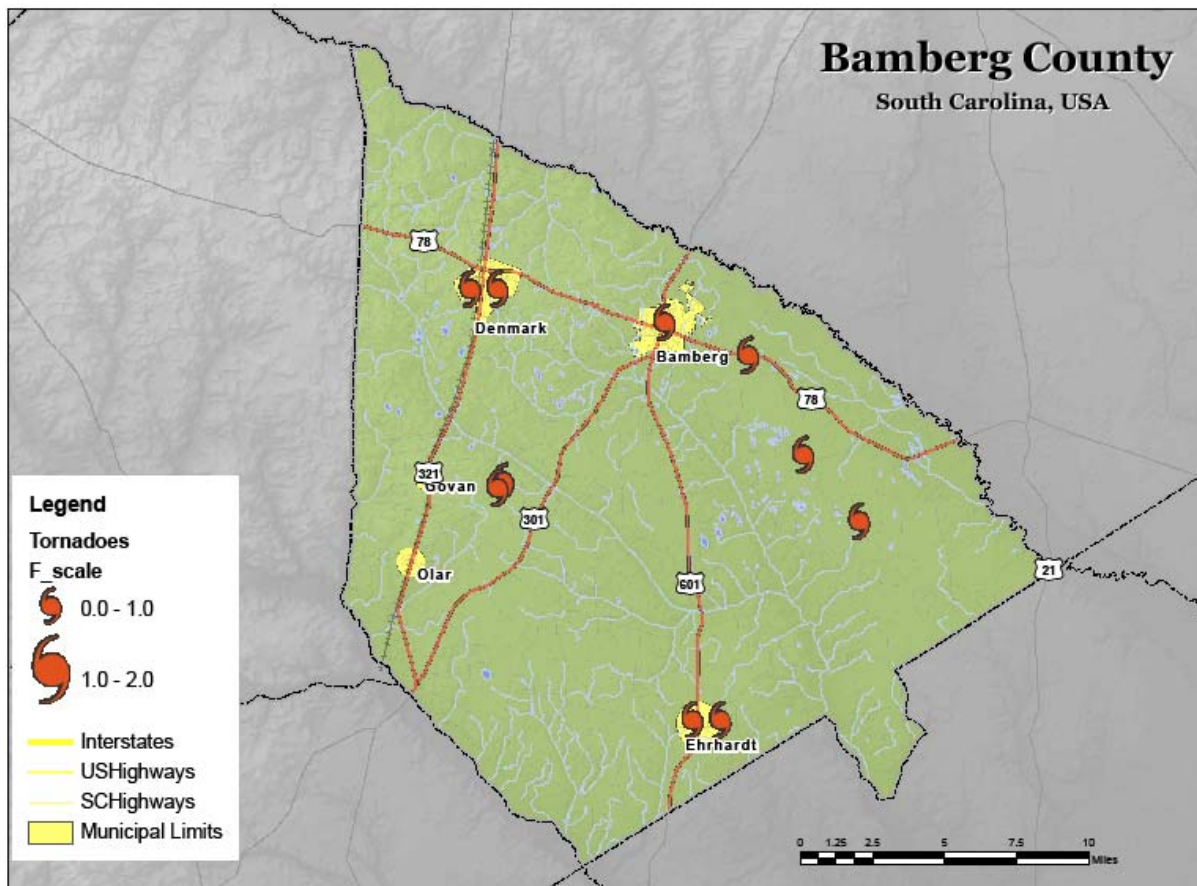 Bamberg County
South Carolina, USA
78
Denmark
Bamberg
78
321
Govan
301
Olar
601
21
Ehrhardt
Legend
Tornadoes
F_scale
0.0 - 1.0
1.0 - 2.0
Interstates
USHighways
SCHighways
Municipal Limits
0 1.25 2.5 5 7.5 10
Miles